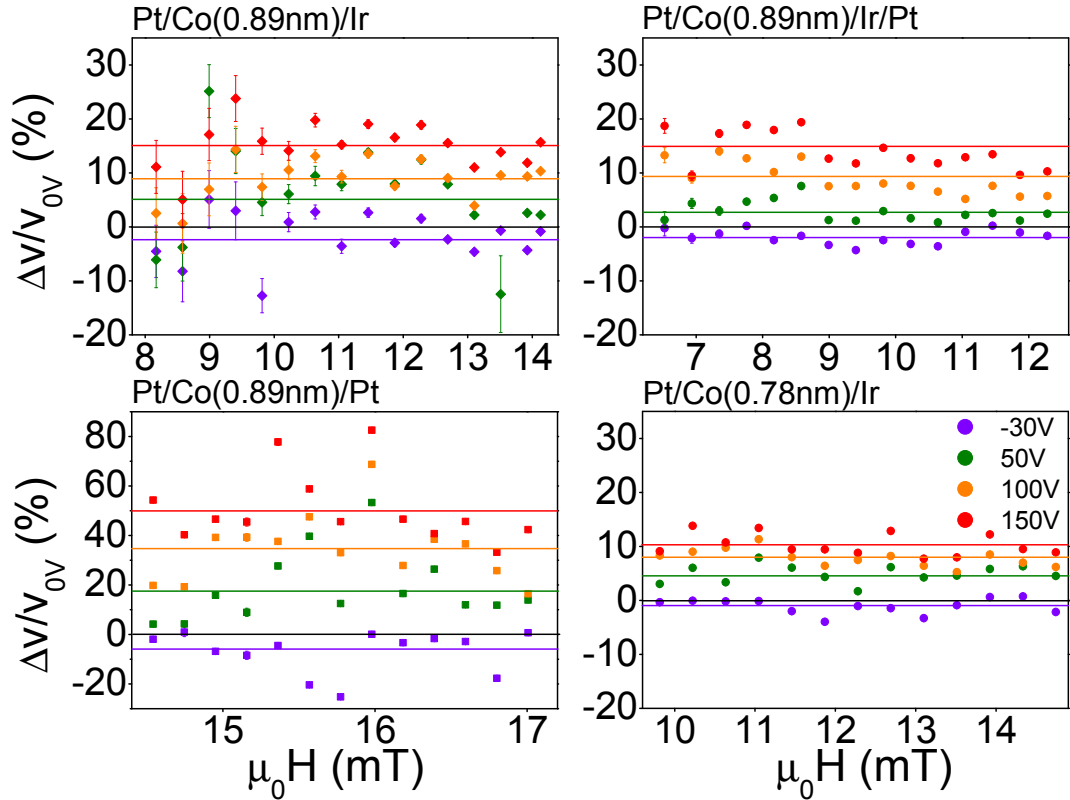 Pt/Co(0.89nm)/Ir
Δv/v0V (%)
30
20
10
0
-10
-20
8 9 10 11 12 13 14
Pt/Co(0.89nm)/Ir/Pt
30
20
10
0
-10
-20
7 8 9 10 11 12
Pt/Co(0.89nm)/Pt
Δv/v0V (%)
80
60
40
20
0
-20
15 16 17
μ0H (mT)
Pt/Co(0.78nm)/Ir
30
20
10
0
-10
-20
-30V
50V
100V
150V
10 11 12 13 14
μ0H (mT)